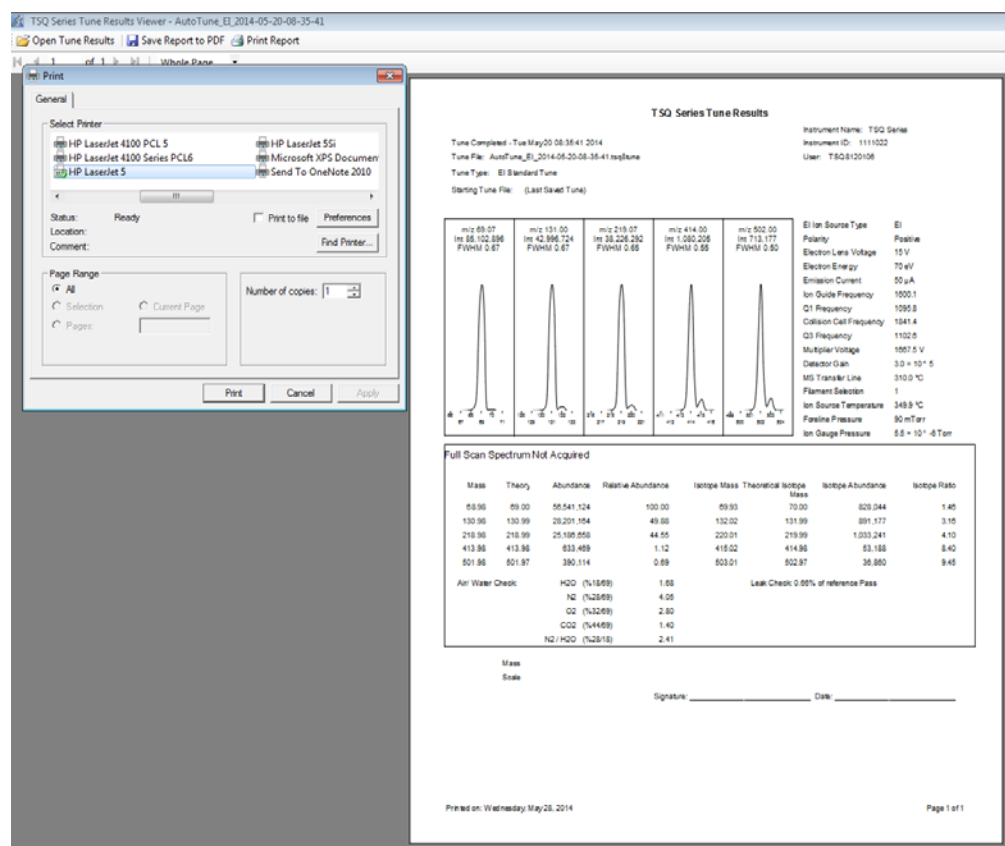 TSQ Series Tune Results Viewer - AutoTune_EI_2014-05-20-08-35-41
Open Tune Results Save Report to PDF Print Report
1 of 1 Whole Page
Print
General
Select Printer
HP LaserJet 4100 PCL 5 HP LaserJet 5Si
HP LaserJet 4100 Series PCL6 Microsoft XPS Documen
HP LaserJet 5 Send To OneNote 2010
Status: Ready Print to file Preferences
Location:
Comment: Find Printer...
Page Range
All Number of copies: 1
Selection Current Page
Pages:
Print Cancel Apply
TSQ Series Tune Results
Instrument Name: TSQ Series
Tune Completed - Tue May 20 08:35:41 2014 Instrument ID: 1111022
Tune File: AutoTune_EI_2014-05-20-08-35-41.tsq8tune User: TSQ8120106
Tune Type: EI Standard Tune
Starting Tune File: (Last Saved Tune)
m/z 69.07 m/z 131.00 m/z 219.07 m/z 414.00 m/z 502.00
Int 85,102,896 Int 42,996,724 Int 38,226,292 Int 1,080,205 Int 713,177
FWHM 0.67 FWHM 0.67 FWHM 0.65 FWHM 0.55 FWHM 0.50
EI Ion Source Type EI
Polarity Positive
Electron Lens Voltage 15 V
Electron Energy 70 eV
Emission Current 50 µA
Ion Guide Frequency 1600.1
Q1 Frequency 1095.8
Collision Cell Frequency 1841.4
Q3 Frequency 1102.6
Multiplier Voltage 1667.5 V
Detector Gain 3.0 × 10^ 5
MS Transfer Line 310.0 °C
Filament Selection 1
Ion Source Temperature 349.9 °C
Foreline Pressure 90 mTorr
Ion Gauge Pressure 5.5 × 10^ -6 Torr
Full Scan Spectrum Not Acquired
Mass Theory Abundance Relative Abundance Isotope Mass Theoretical Isotope Mass Isotope Abundance Isotope Ratio
68.98 69.00 56,541,124 100.00 69.93 70.00 828,044 1.46
130.98 130.99 28,201,164 49.88 132.02 131.99 891,177 3.16
218.98 218.99 25,186,658 44.55 220.01 219.99 1,033,241 4.10
413.98 413.98 633,469 1.12 415.02 414.98 53,188 8.40
501.98 501.97 390,114 0.69 503.01 502.97 36,860 9.45
Air/ Water Check: H2O (%18/69) 1.68 Leak Check: 0.66% of reference Pass
N2 (%28/69) 4.05
O2 (%32/69) 2.80
CO2 (%44/69) 1.40
N2 / H2O (%28/18) 2.41
Mass
Scale
Signature: Date:
Printed on: Wednesday, May 28, 2014 Page 1 of 1